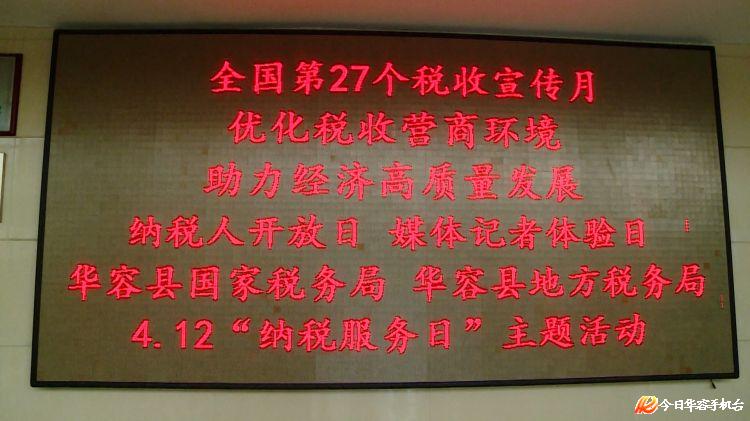 全国第27个税收宣传月
优化税收营商环境
助力经济高质量发展
纳税人开放日 媒体记者体验日
华容县国家税务局 华容县地方税务局
4.12“纳税服务日”主题活动
今日华容手机台